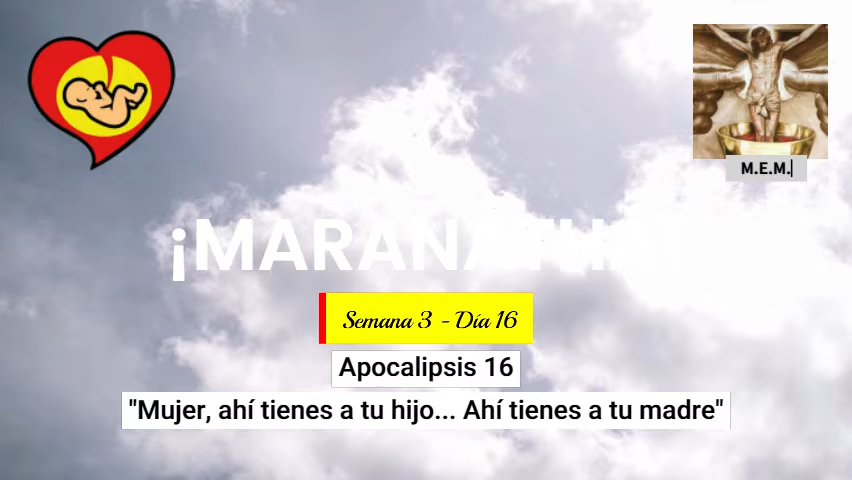 M.E.M.
¡MARANATHA!
Semana 3 - Día 16
Apocalipsis 16
"Mujer, ahí tienes a tu hijo... Ahí tienes a tu madre"